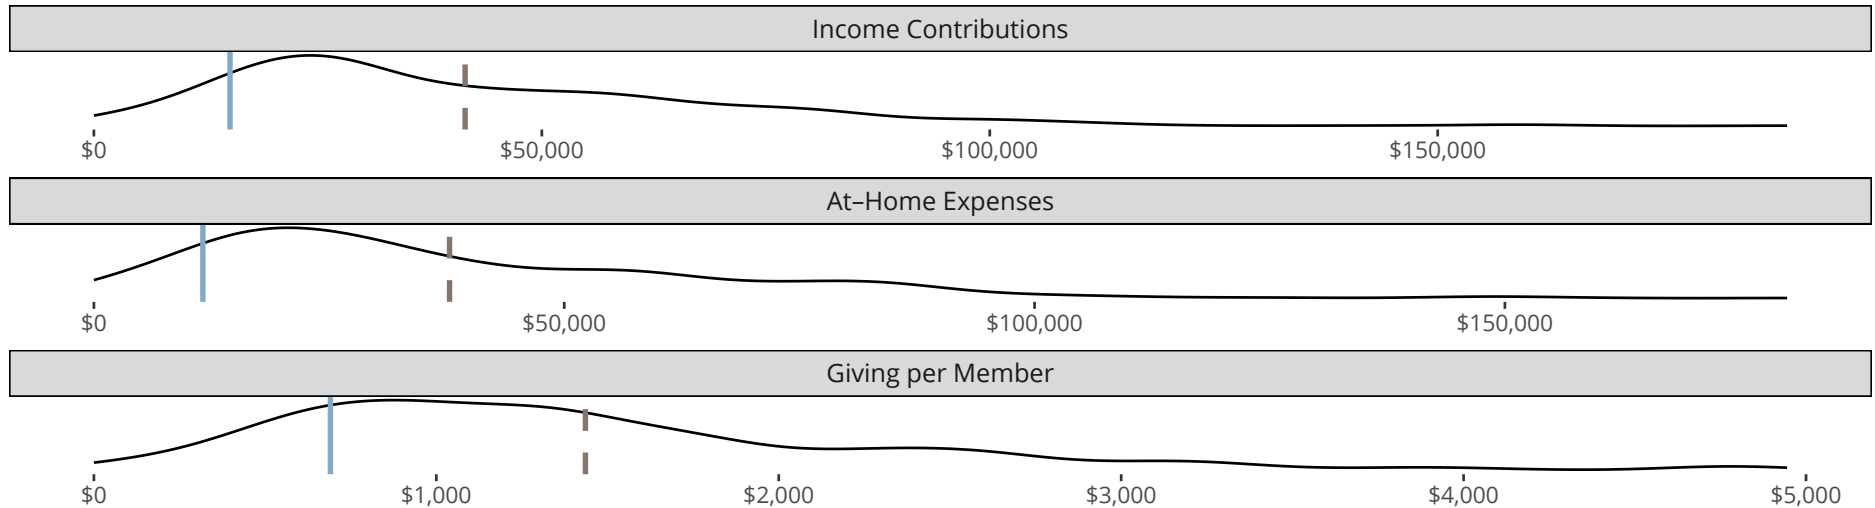 Income Contributions
$0 $50,000 $100,000 $150,000
At–Home Expenses
$0 $50,000 $100,000 $150,000
Giving per Member
$0 $1,000 $2,000 $3,000 $4,000 $5,000